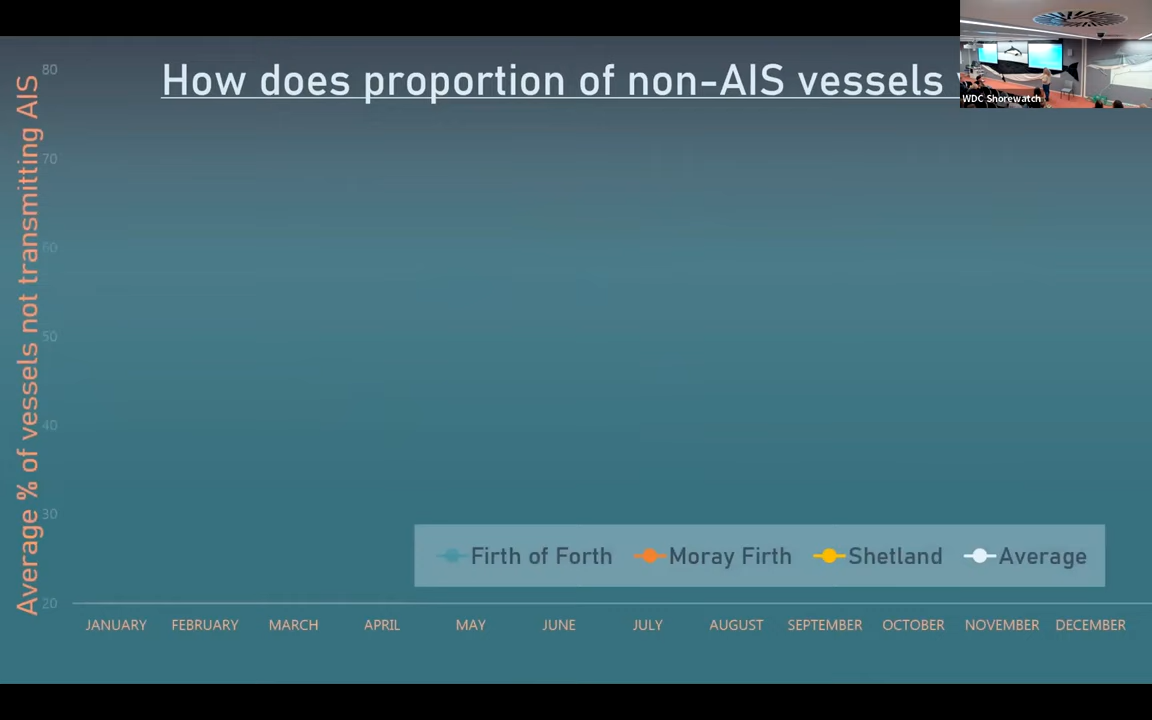 How does proportion of non-AIS vessels
WDC Shorewatch
Average % of vessels not transmitting AIS
80
70
60
50
40
30
20
Firth of Forth Moray Firth Shetland Average
JANUARY FEBRUARY MARCH APRIL MAY JUNE JULY AUGUST SEPTEMBER OCTOBER NOVEMBER DECEMBER